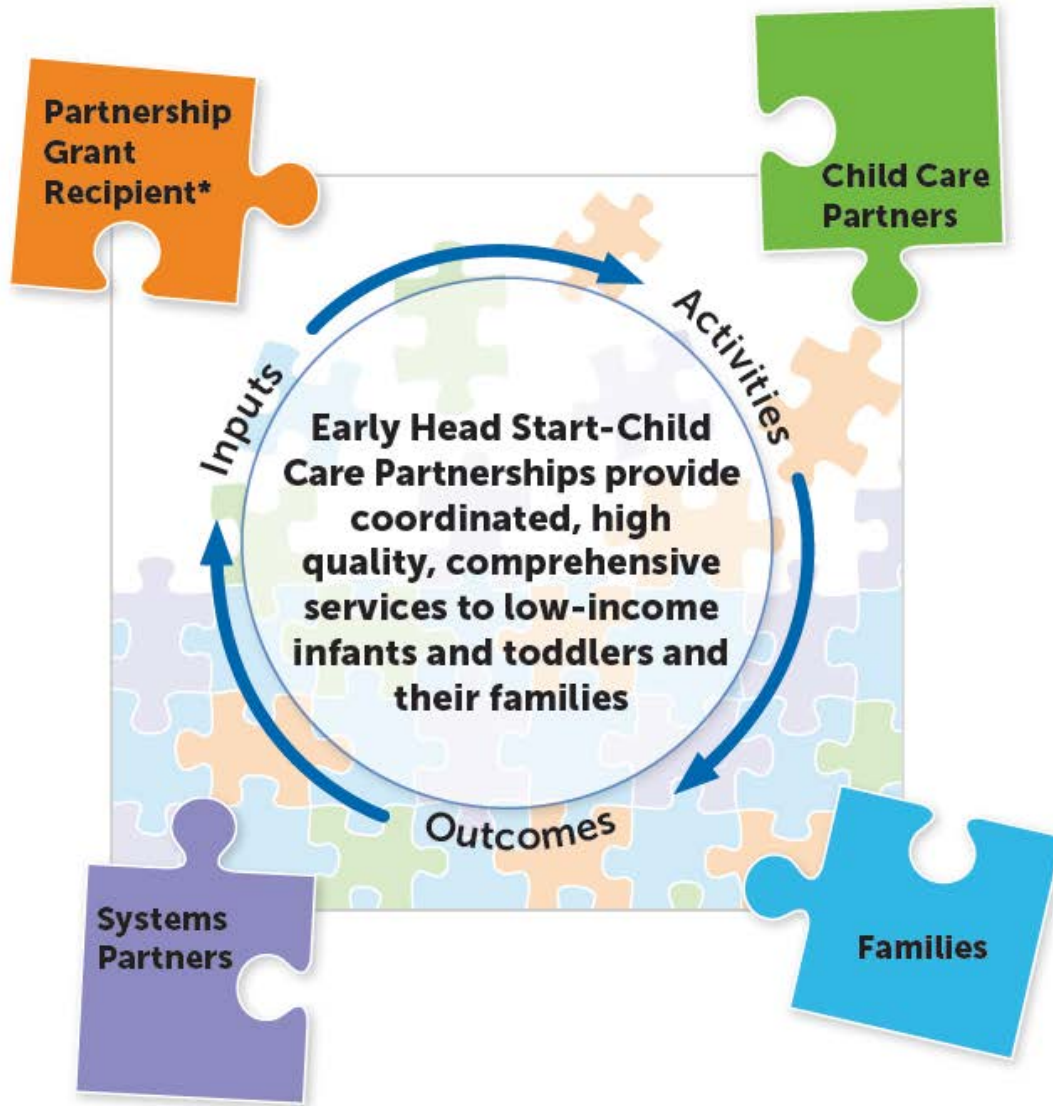 Partnership
Grant
Recipient*
Child Care
Partners
Inputs
Activities
Early Head Start-Child
Care Partnerships provide
coordinated, high
quality, comprehensive
services to low-income
infants and toddlers and
their families
Outcomes
Systems
Partners
Families